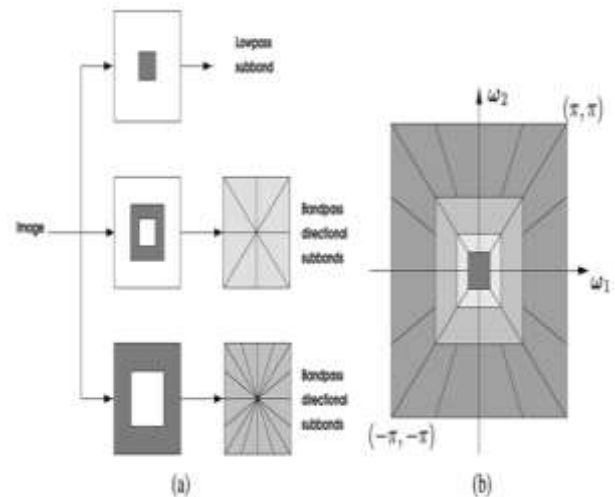 Lowpass
subband
Image
Bandpass
directional
subbands
Bandpass
directional
subbands
(a)
ω₂
(π, π)
ω₁
(−π, −π)
(b)